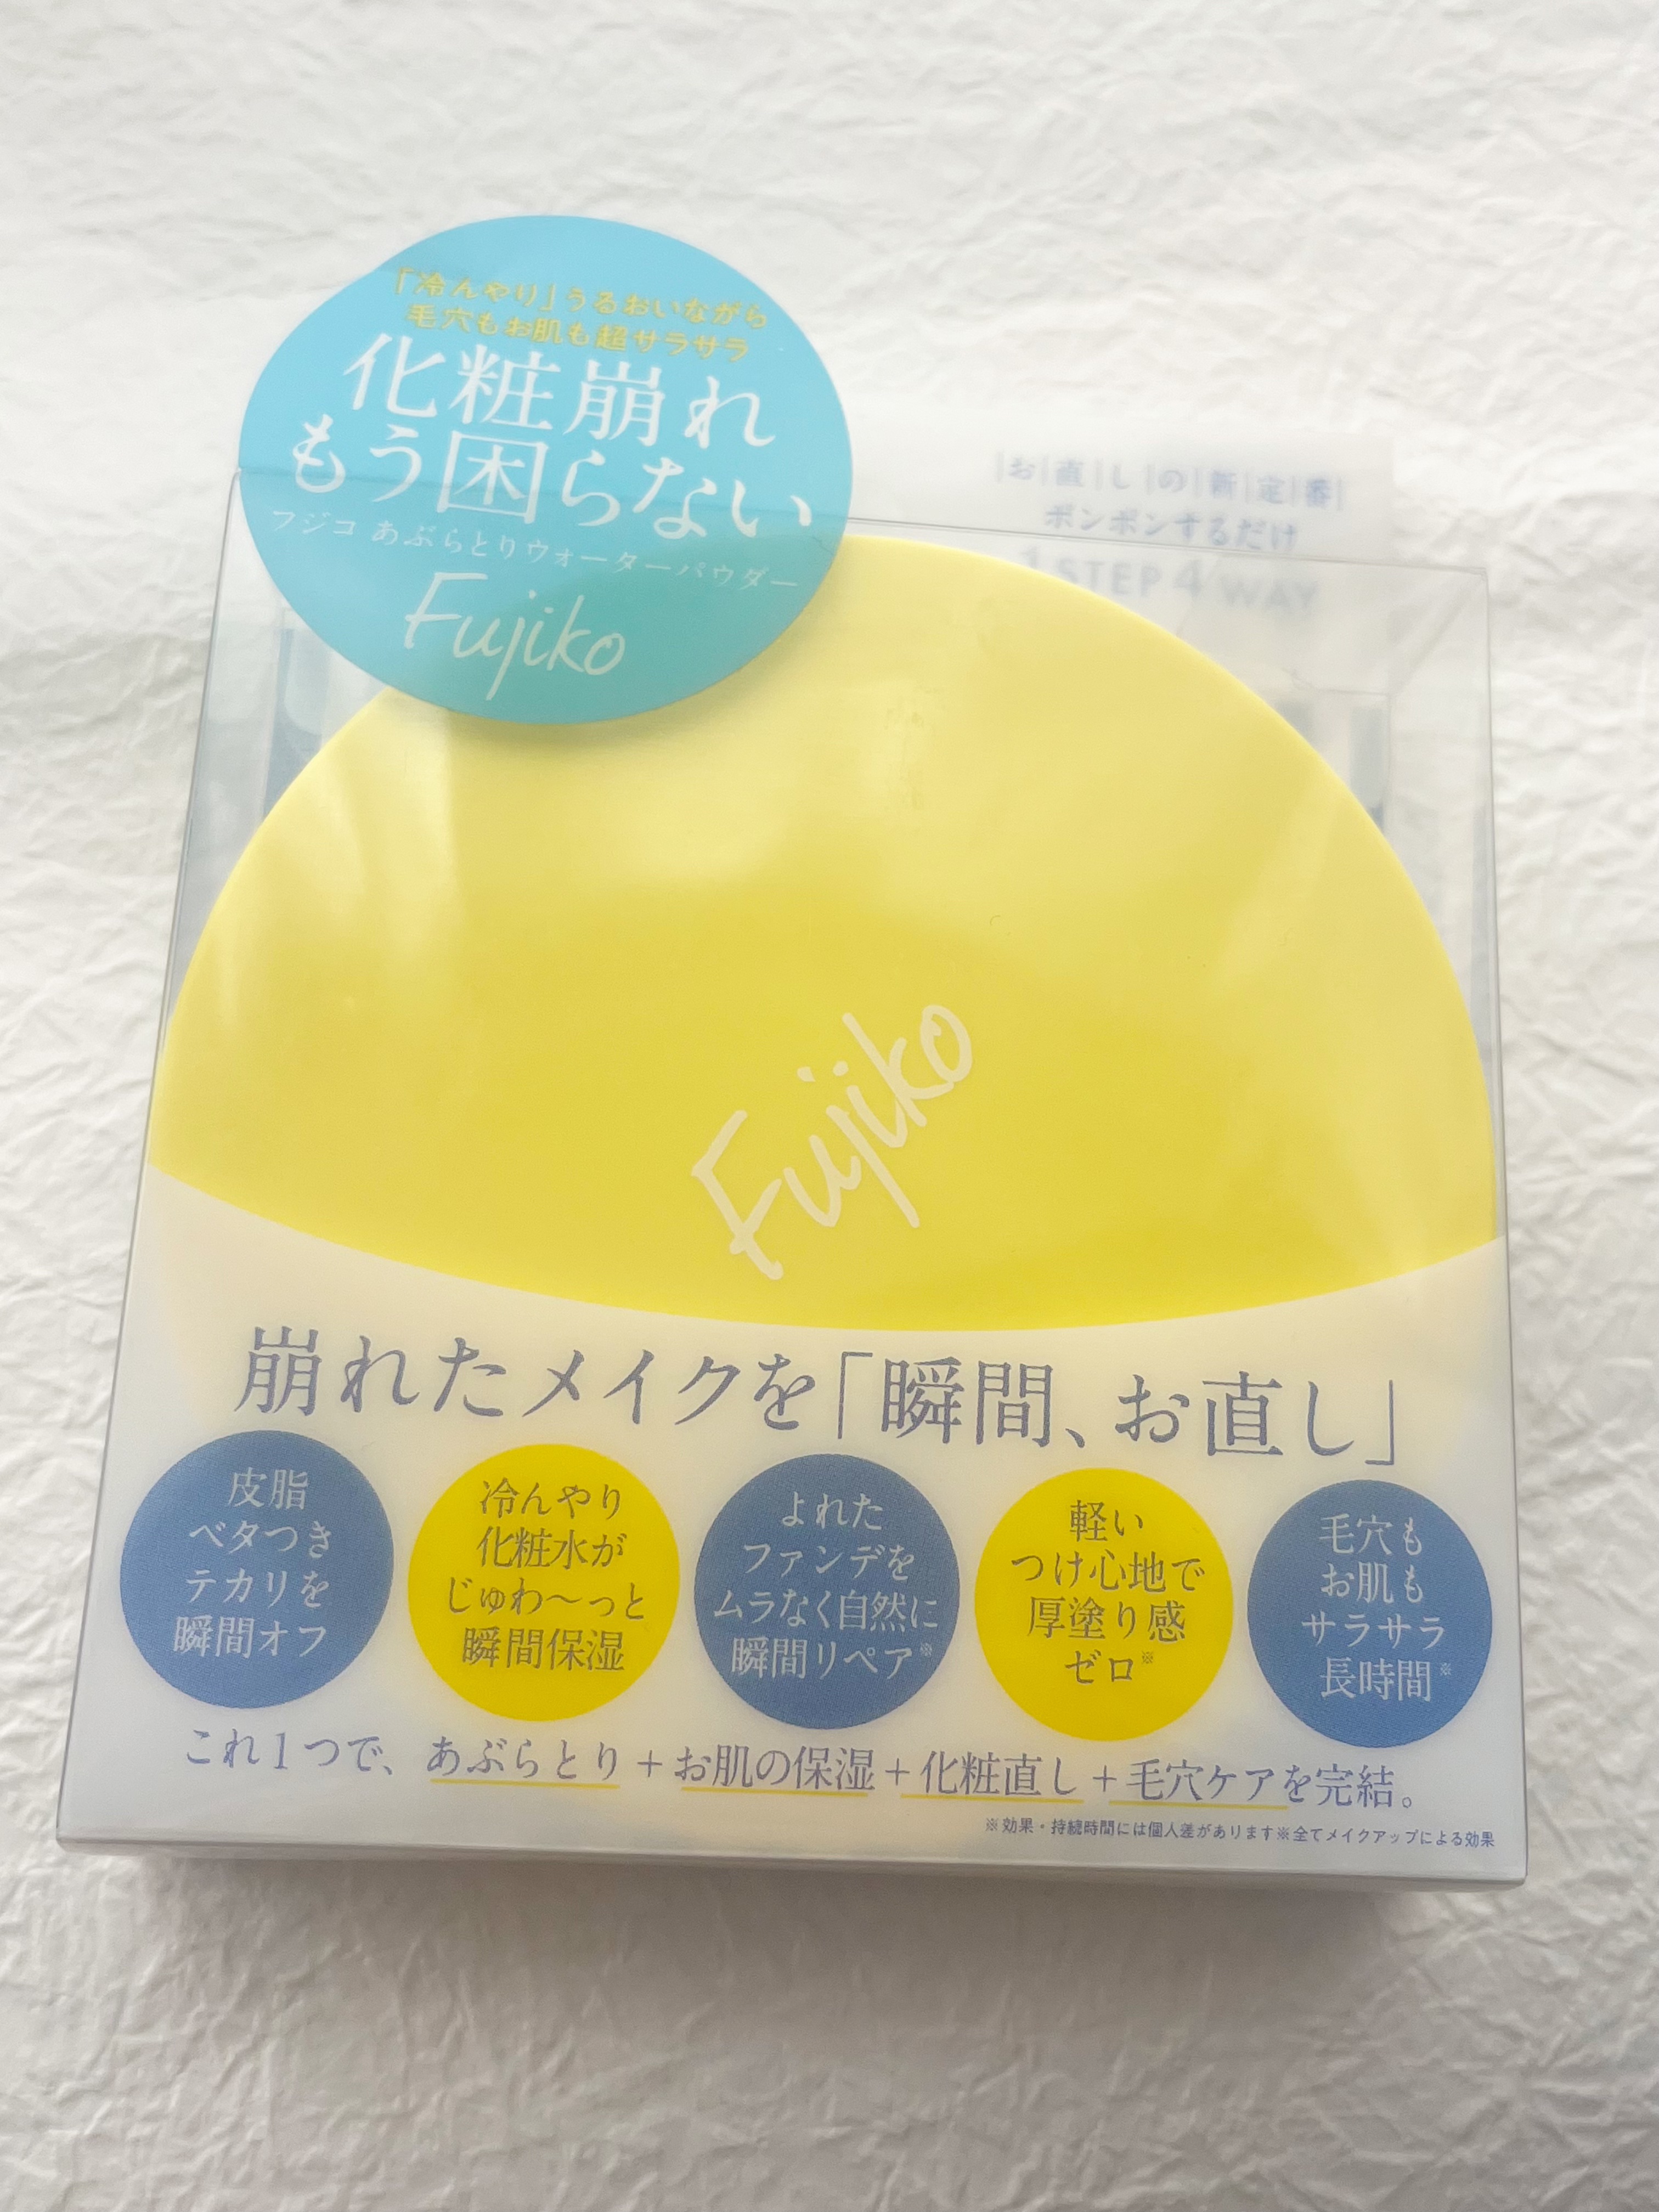 「冷んやり」うるおいながら
毛穴もお肌も超サラサラ
化粧崩れ
もう困らない
フジコ あぶらとりウォーターパウダー
Fujiko
お直しの新定番
ポンポンするだけ
1 STEP 4 WAY
Fujiko
崩れたメイクを「瞬間、お直し」
皮脂
ベタつき
テカリを
瞬間オフ
冷んやり
化粧水が
じゅわ〜っと
瞬間保湿
よれた
ファンデを
ムラなく自然に
瞬間リペア※
軽い
つけ心地で
厚塗り感
ゼロ※
毛穴も
お肌も
サラサラ
長時間※
これ1つで、あぶらとり+お肌の保湿+化粧直し+毛穴ケアを完結。
※効果・持続時間には個人差があります※全てメイクアップによる効果